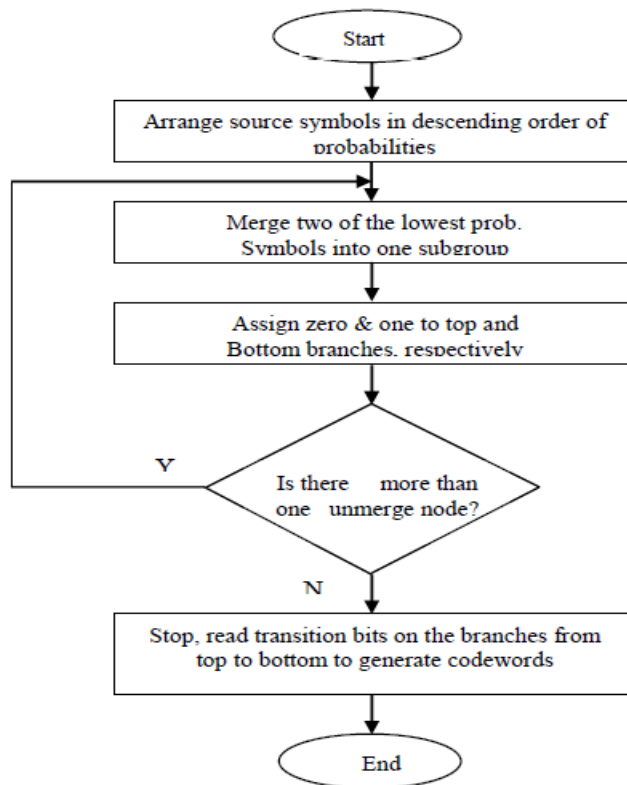 Start
Arrange source symbols in descending order of
probabilities
Merge two of the lowest prob.
Symbols into one subgroup
Assign zero & one to top and
Bottom branches, respectively
Y
Is there more than
one unmerge node?
N
Stop, read transition bits on the branches from
top to bottom to generate codewords
End